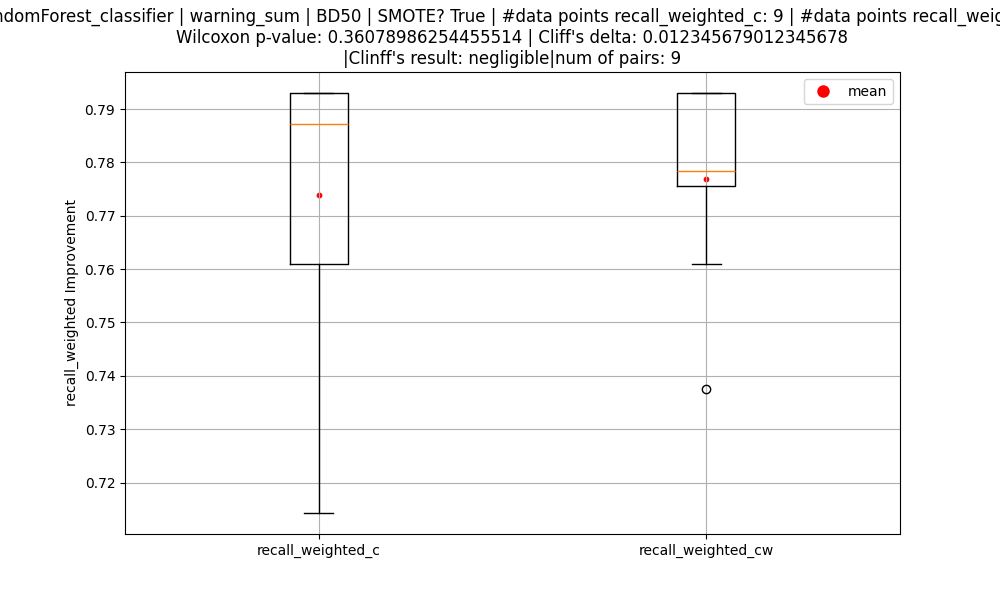 ndomForest_classifier | warning_sum | BD50 | SMOTE? True | #data points recall_weighted_c: 9 | #data points recall_weig
Wilcoxon p-value: 0.36078986254455514 | Cliff's delta: 0.012345679012345678
|Clinff's result: negligible|num of pairs: 9
mean
0.79
0.78
0.77
0.76
0.75
0.74
0.73
0.72
recall_weighted Improvement
recall_weighted_c
recall_weighted_cw